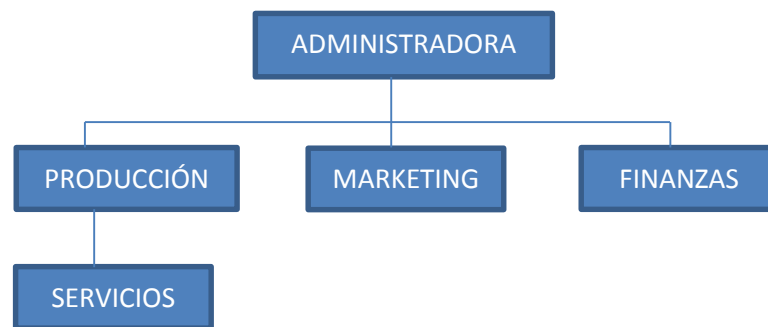 ADMINISTRADORA
PRODUCCIÓN
MARKETING
FINANZAS
SERVICIOS